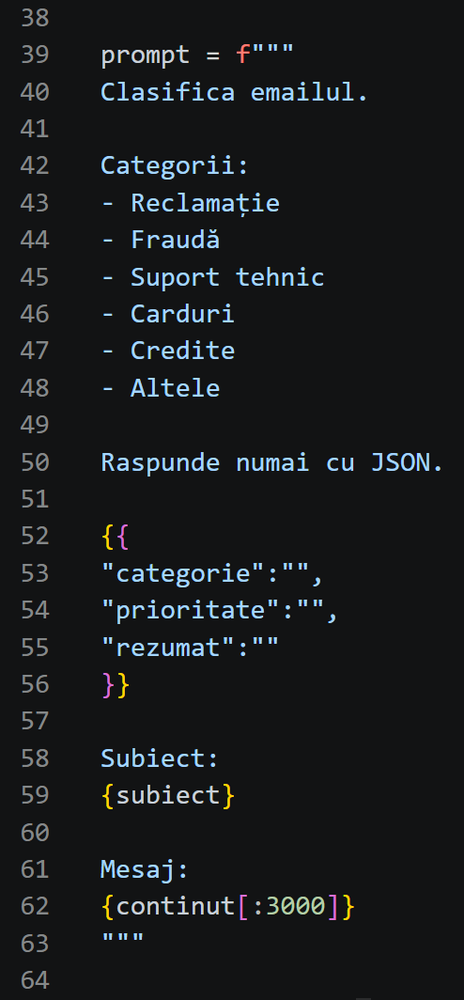 38
39 prompt = f"""
40 Clasifica emailul.
41
42 Categorii:
43 - Reclamație
44 - Fraudă
45 - Suport tehnic
46 - Carduri
47 - Credite
48 - Altele
49
50 Raspunde numai cu JSON.
51
52 {{
53 "categorie":"",
54 "prioritate":"",
55 "rezumat":""
56 }}
57
58 Subiect:
59 {subiect}
60
61 Mesaj:
62 {continut[:3000]}
63 """
64